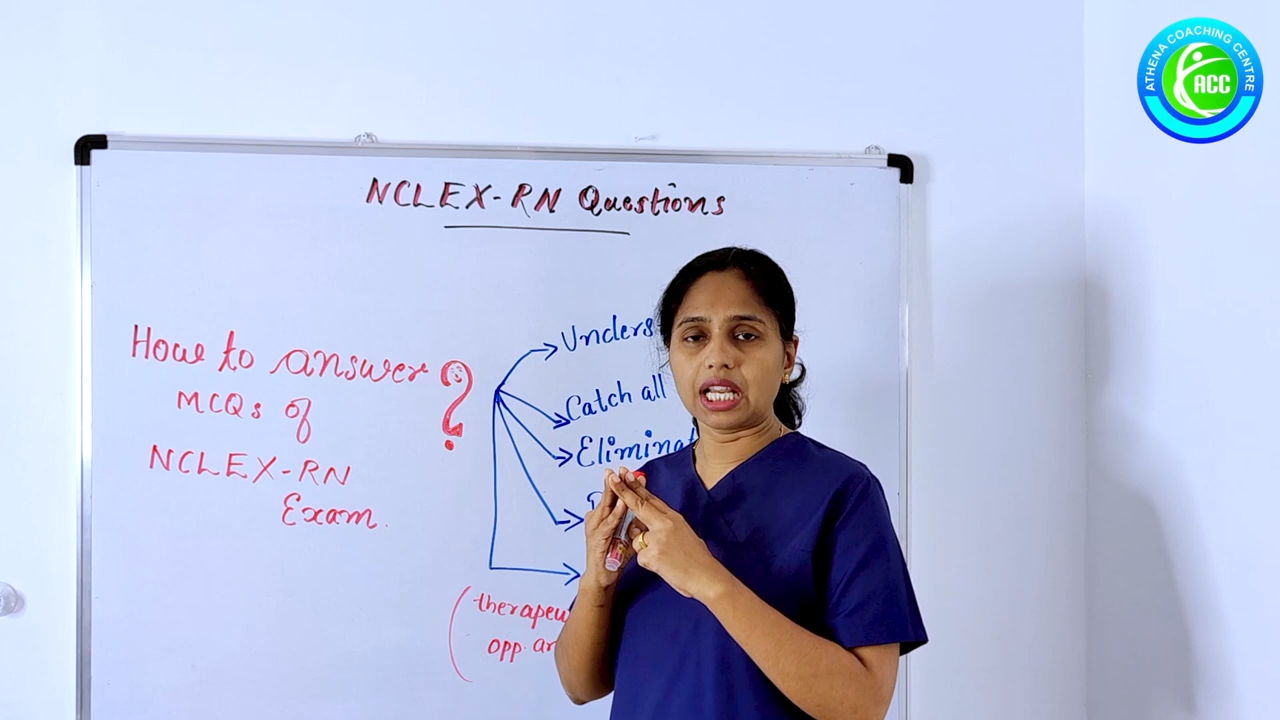 ATHENA COACHING CENTRE
ACC
NCLEX-RN Questions
How to answer ?
MCQs of
NCLEX-RN
Exam.
Unders
Catch all
Eliminat
(therapeu
opp. an